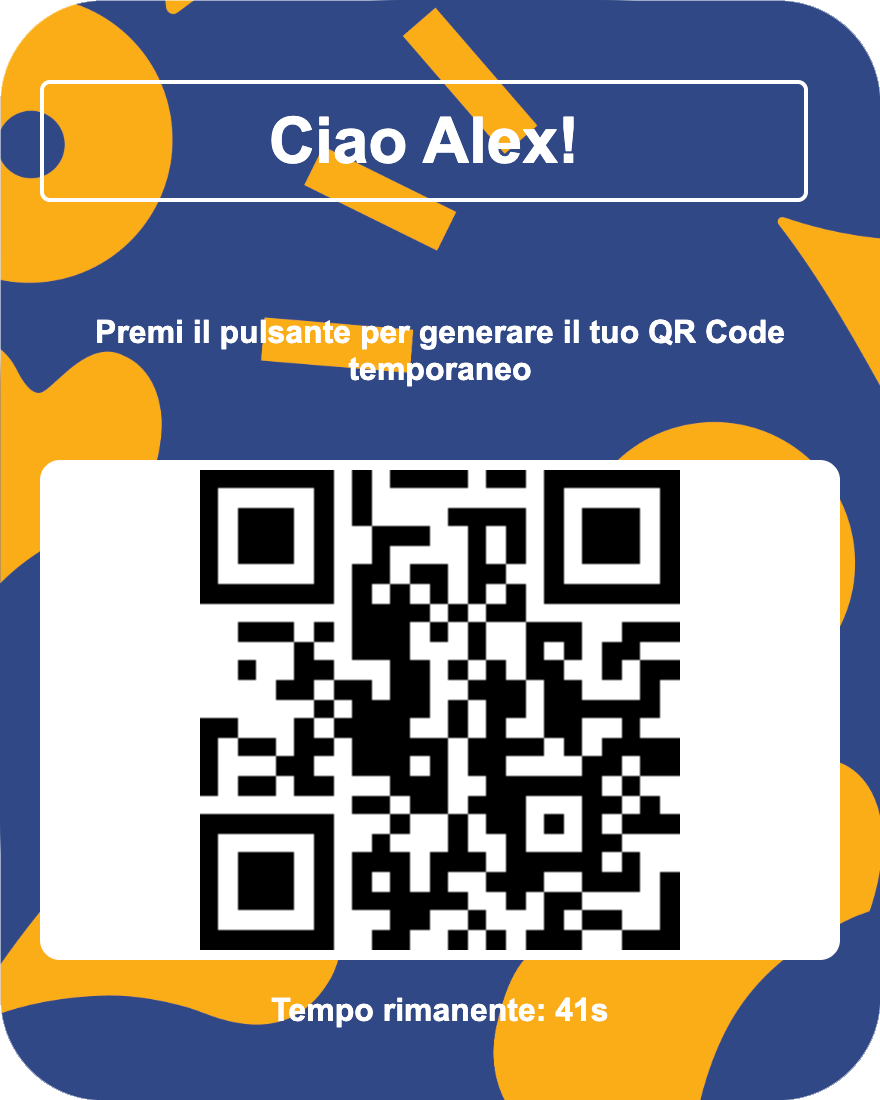 Ciao Alex!
Premi il pulsante per generare il tuo QR Code
temporaneo
Tempo rimanente: 41s